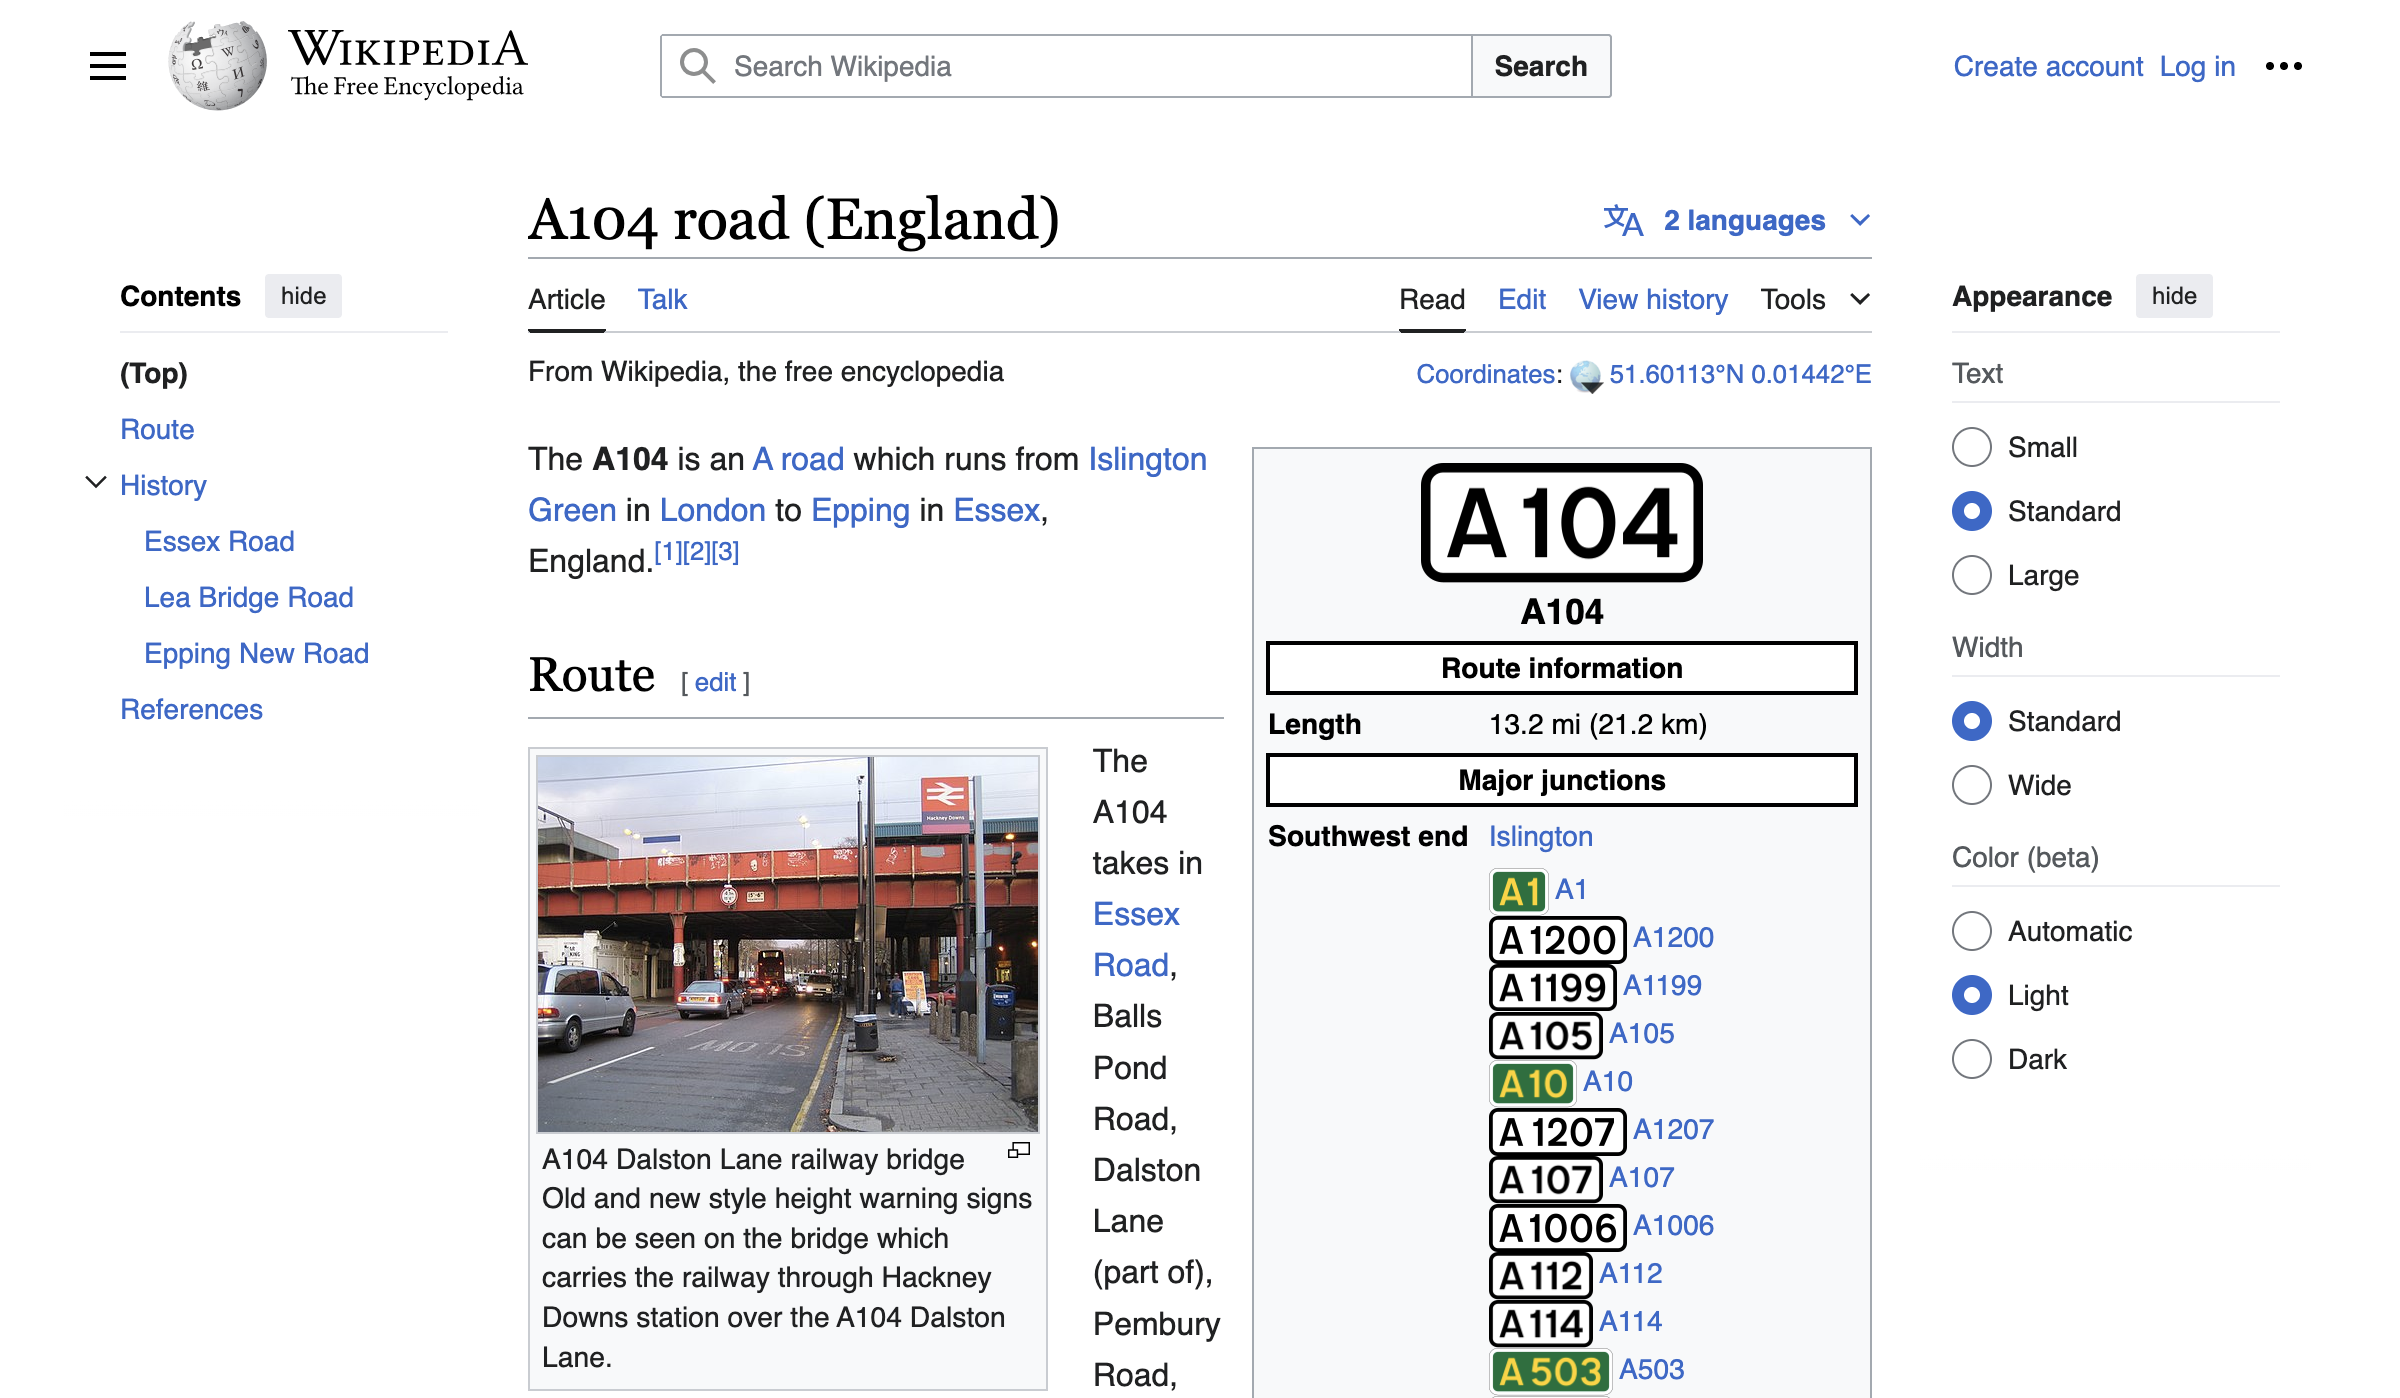 WIKIPEDIA
The Free Encyclopedia
Search Wikipedia
Search
Create account Log in
A104 road (England)
2 languages
Contents hide
(Top)
Route
History
Essex Road
Lea Bridge Road
Epping New Road
References
Article Talk
Read Edit View history Tools
From Wikipedia, the free encyclopedia
Coordinates: 51.60113°N 0.01442°E
The A104 is an A road which runs from Islington
Green in London to Epping in Essex,
England.[1][2][3]
Route [ edit ]
Hackney Downs
A104 Dalston Lane railway bridge
Old and new style height warning signs
can be seen on the bridge which
carries the railway through Hackney
Downs station over the A104 Dalston
Lane.
The
A104
takes in
Essex
Road,
Balls
Pond
Road,
Dalston
Lane
(part of),
Pembury
Road,
A104
A104
Route information
Length 13.2 mi (21.2 km)
Major junctions
Southwest end Islington
A1 A1
A1200 A1200
A1199 A1199
A105 A105
A10 A10
A1207 A1207
A107 A107
A1006 A1006
A112 A112
A114 A114
A503 A503
Appearance hide
Text
Small
Standard
Large
Width
Standard
Wide
Color (beta)
Automatic
Light
Dark